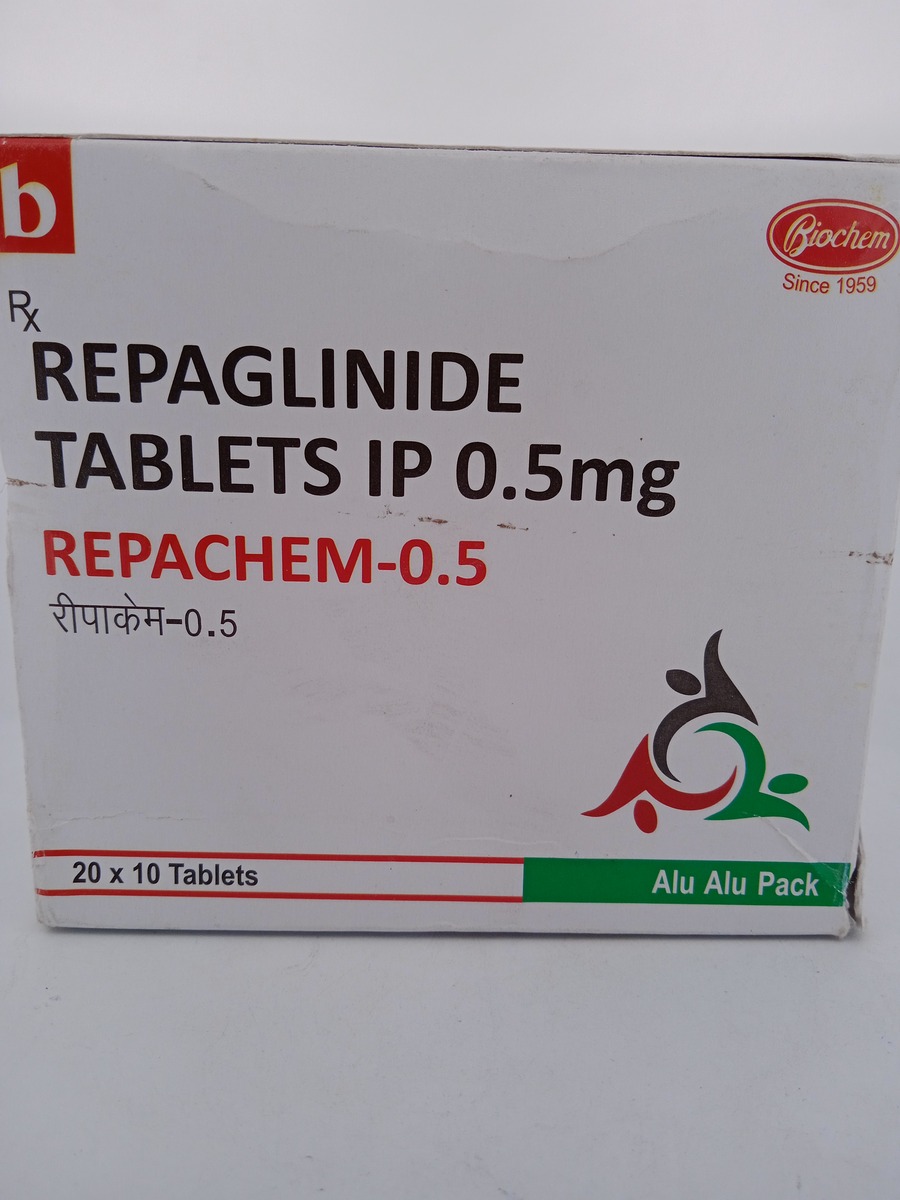 b
Biochem
Since 1959
Rx
REPAGLINIDE
TABLETS IP 0.5mg
REPACHEM-0.5
रीपाकेम-0.5
20 x 10 Tablets
Alu Alu Pack